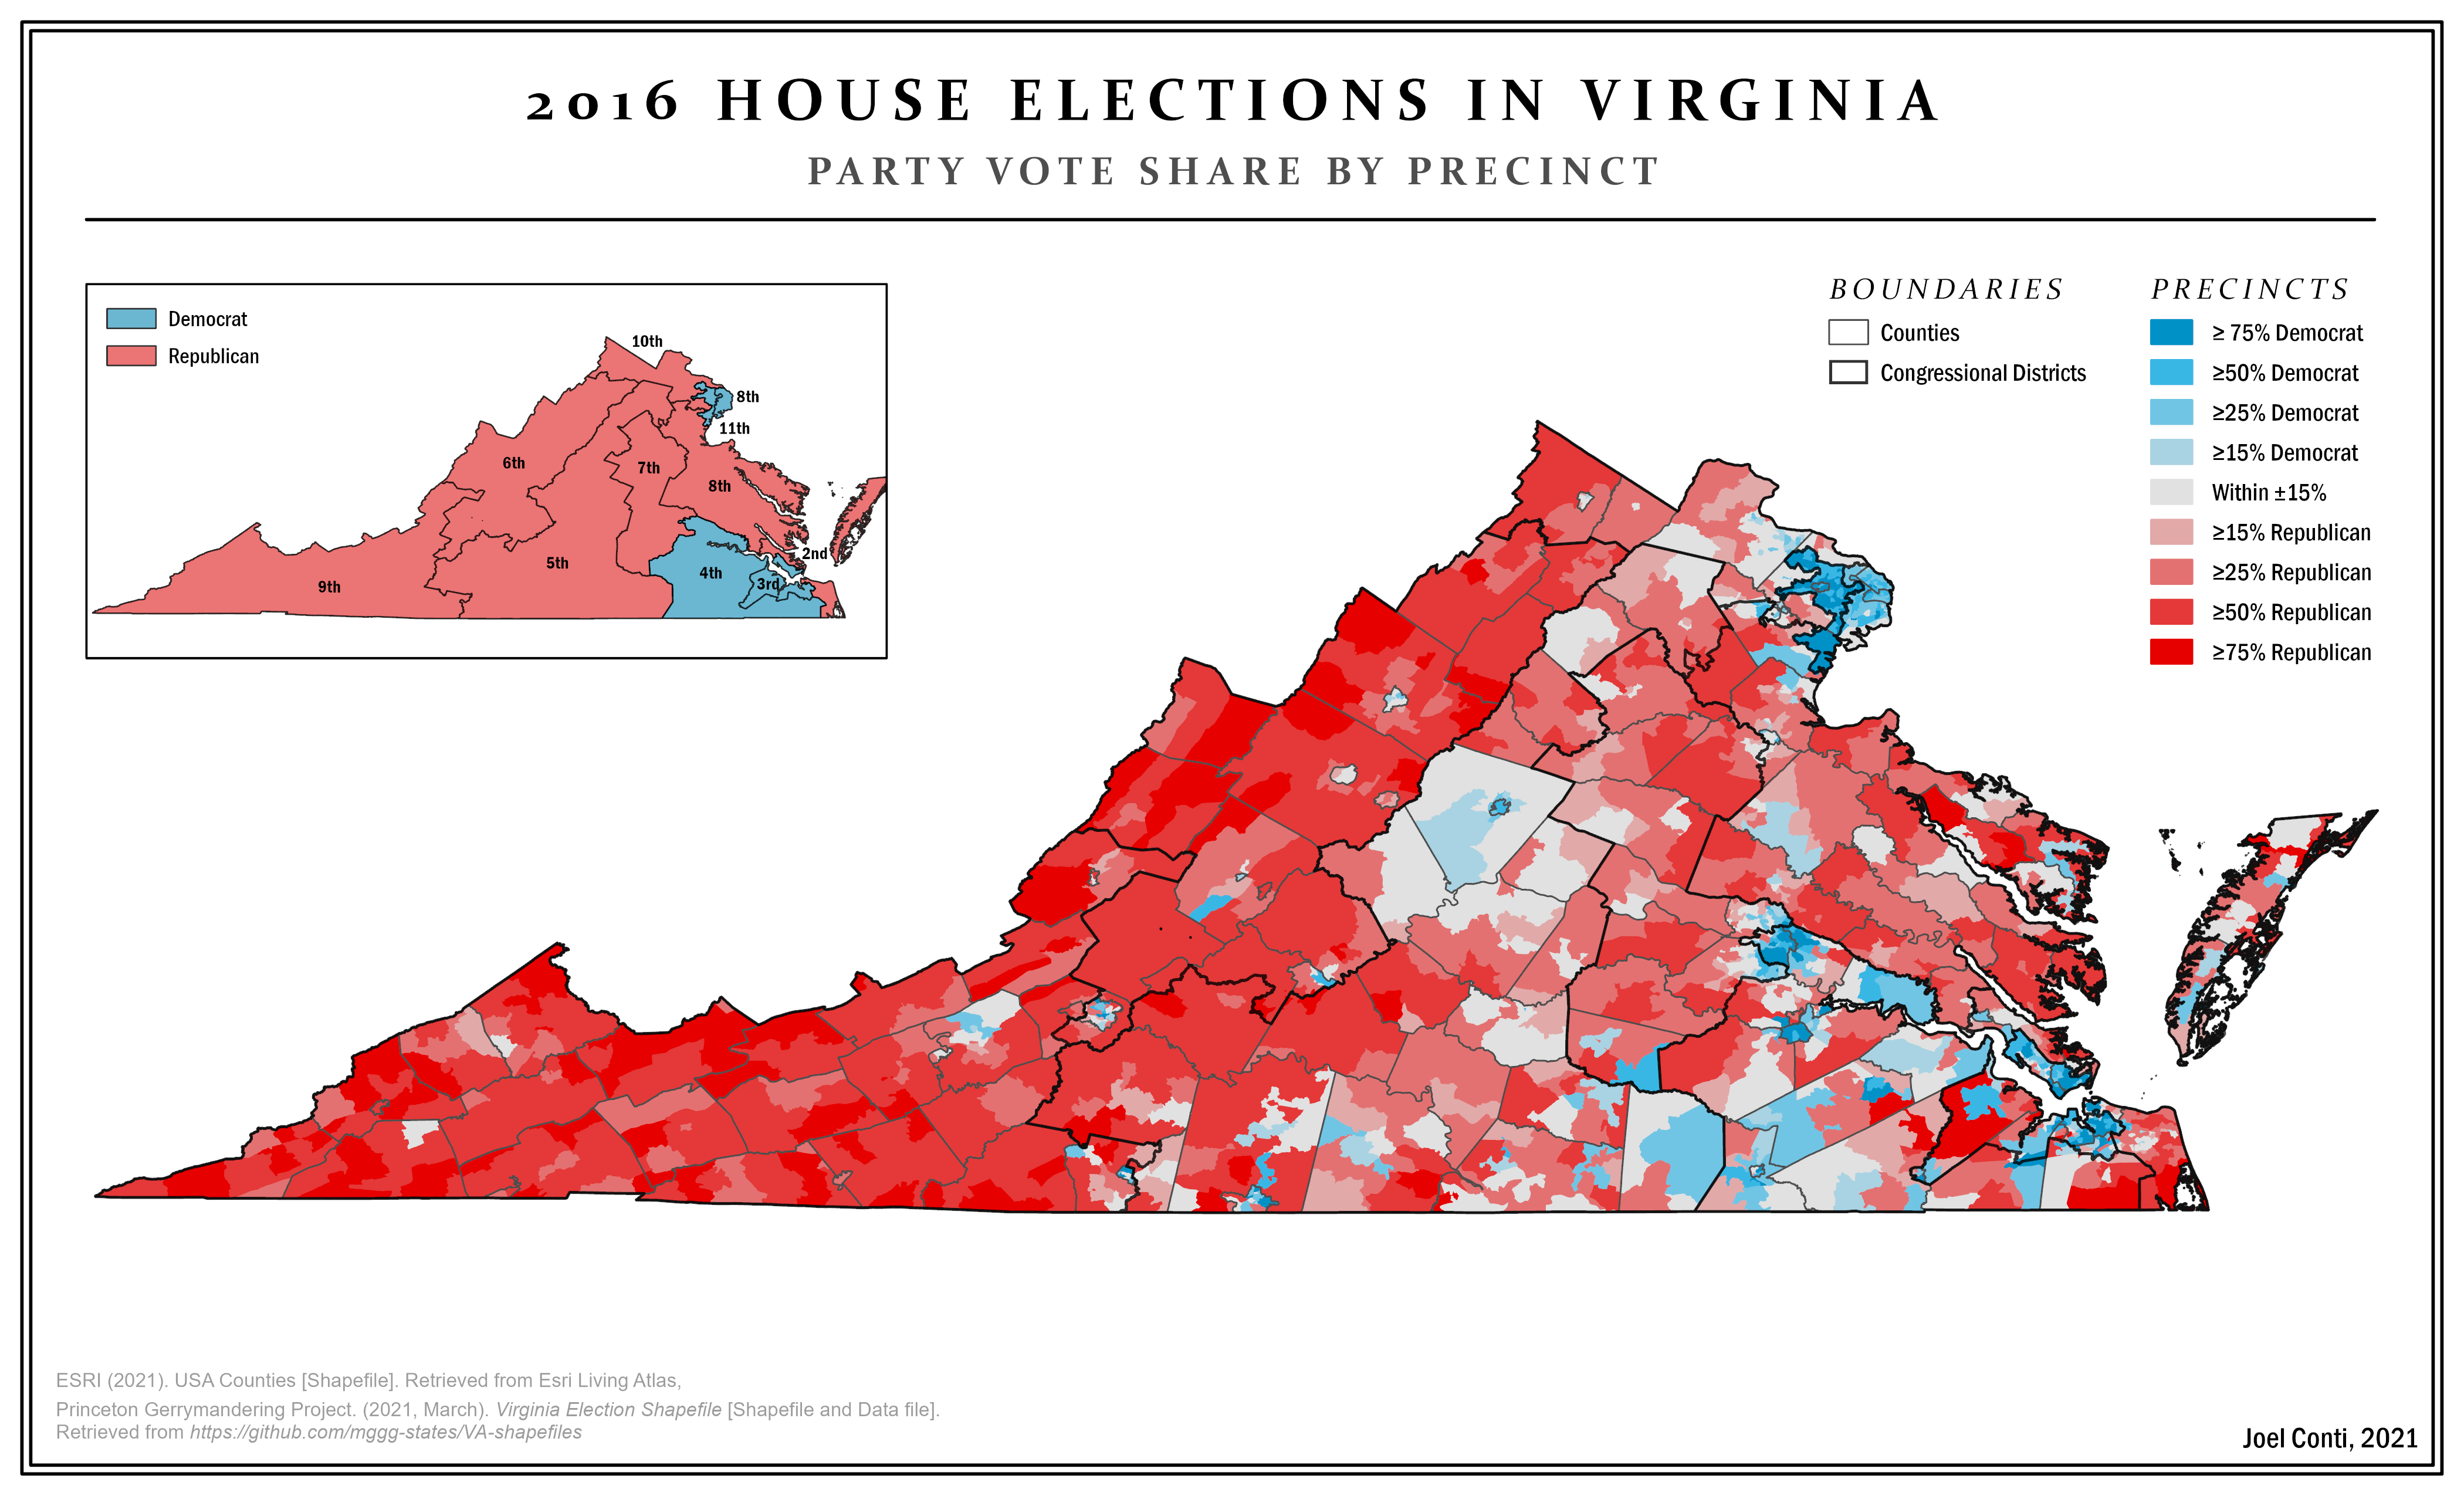 2016 HOUSE ELECTIONS IN VIRGINIA
PARTY VOTE SHARE BY PRECINCT
Democrat
Republican
10th
8th
11th
6th
7th
8th
2nd
5th
4th
3rd
9th
BOUNDARIES
Counties
Congressional Districts
PRECINCTS
≥ 75% Democrat
≥50% Democrat
≥25% Democrat
≥15% Democrat
Within ±15%
≥15% Republican
≥25% Republican
≥50% Republican
≥75% Republican
ESRI (2021). USA Counties [Shapefile]. Retrieved from Esri Living Atlas,
Princeton Gerrymandering Project. (2021, March). Virginia Election Shapefile [Shapefile and Data file].
Retrieved from https://github.com/mggg-states/VA-shapefiles
Joel Conti, 2021